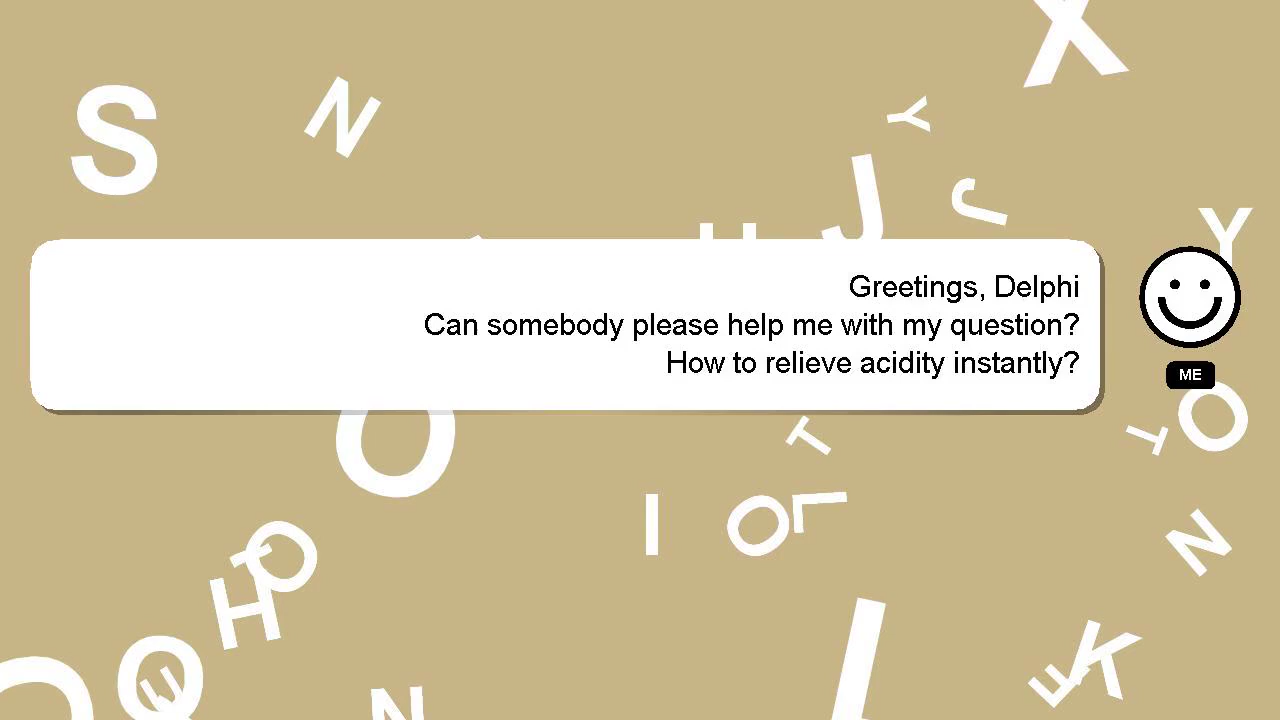 Greetings, Delphi
Can somebody please help me with my question?
How to relieve acidity instantly?
ME
S
N
X
Y
J
J
Y
U
O
T
T
O
I
O
L
N
O
T
H
O
E
K
N